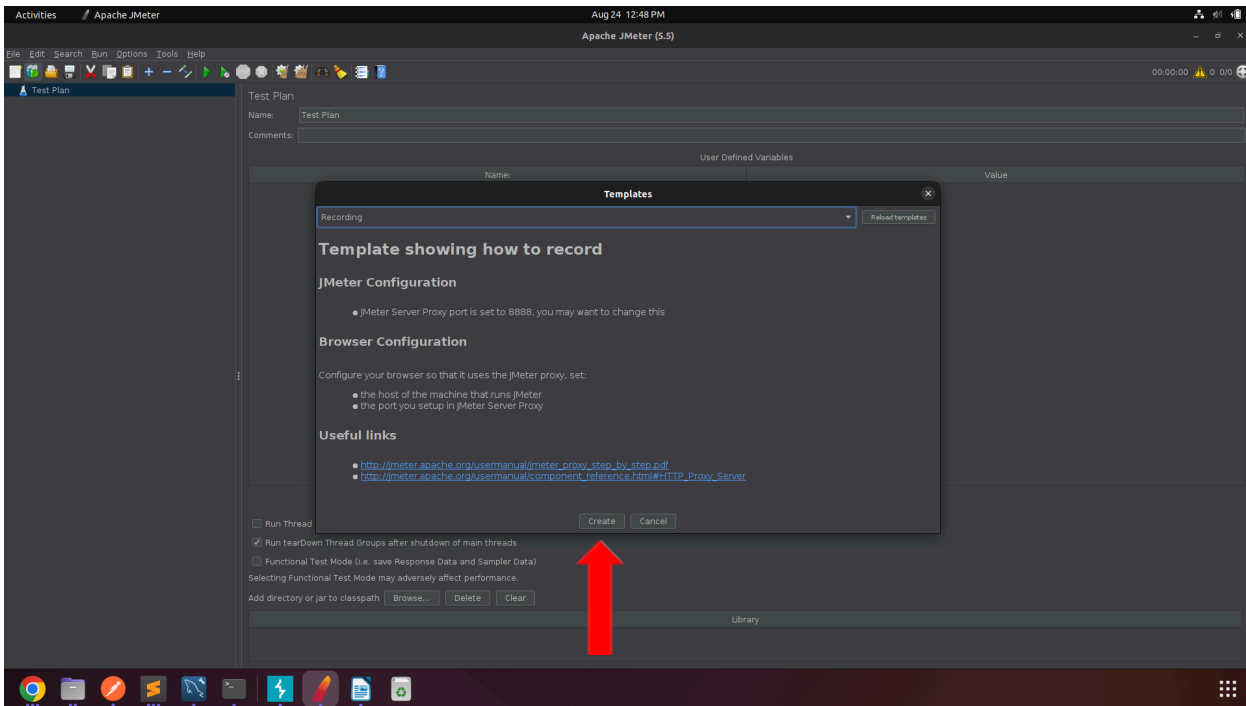 Activities Apache JMeter Aug 24 12:48 PM
Apache JMeter (5.5)
File Edit Search Run Options Tools Help
00:00:00 0 0/0
Test Plan
Test Plan
Name: Test Plan
Comments:
User Defined Variables
Name: Value
Templates
Recording Reload templates
Template showing how to record
JMeter Configuration
JMeter Server Proxy port is set to 8888, you may want to change this
Browser Configuration
Configure your browser so that it uses the JMeter proxy, set:
the host of the machine that runs JMeter
the port you setup in JMeter Server Proxy
Useful links
http://jmeter.apache.org/usermanual/jmeter_proxy_step_by_step.pdf
http://jmeter.apache.org/usermanual/component_reference.html#HTTP_Proxy_Server
Create Cancel
Run Thread
Run tearDown Thread Groups after shutdown of main threads
Functional Test Mode (i.e. save Response Data and Sampler Data)
Selecting Functional Test Mode may adversely affect performance.
Add directory or jar to classpath Browse... Delete Clear
Library